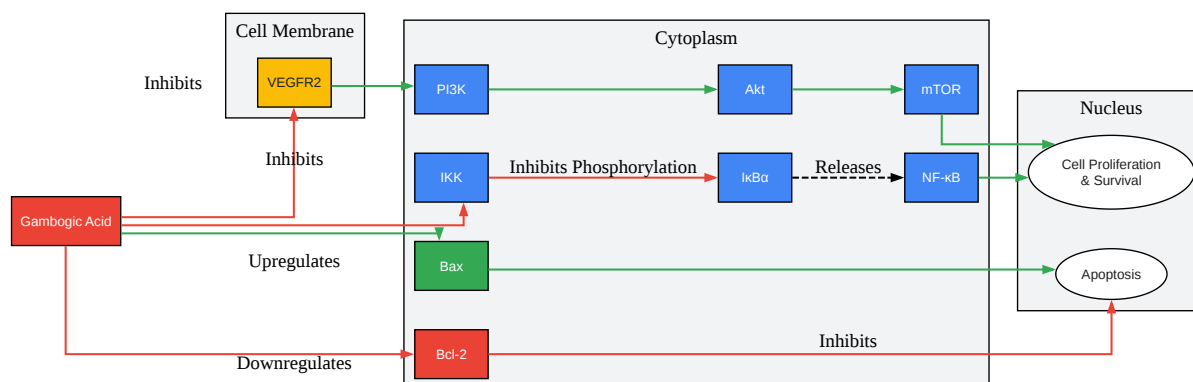 Cell Membrane
Cytoplasm
Inhibits
VEGFR2
PI3K
Akt
mTOR
Nucleus
Inhibits
IKK
Inhibits Phosphorylation
IκBα
Releases
NF-κB
Cell Proliferation
& Survival
Gambogic Acid
Upregulates
Bax
Apoptosis
Downregulates
Bcl-2
Inhibits